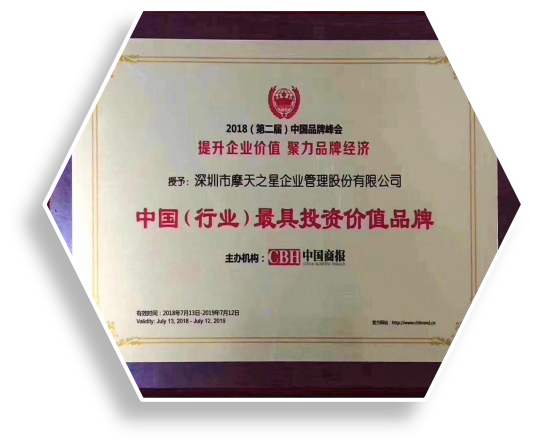 2018（第二届）中国品牌峰会
提升企业价值 聚力品牌经济
授予：深圳市摩天之星企业管理股份有限公司
中国（行业）最具投资价值品牌
主办机构：CBH 中国商报
有效时间：2018年7月13日-2019年7月12日
Validity: July 13, 2018 - July 12, 2019